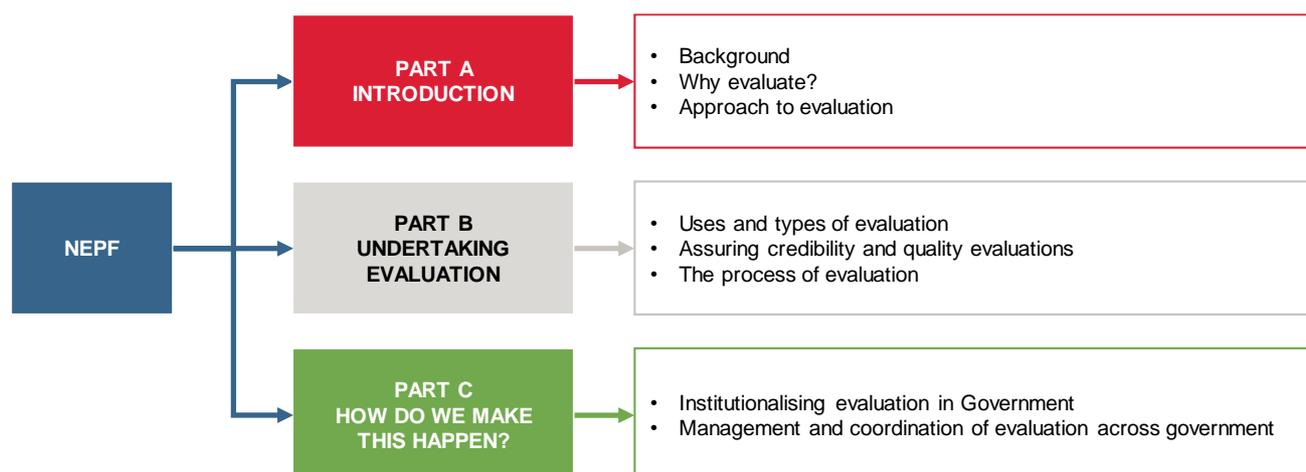 NEPF
PART A
INTRODUCTION
• Background
• Why evaluate?
• Approach to evaluation
PART B
UNDERTAKING
EVALUATION
• Uses and types of evaluation
• Assuring credibility and quality evaluations
• The process of evaluation
PART C
HOW DO WE MAKE
THIS HAPPEN?
• Institutionalising evaluation in Government
• Management and coordination of evaluation across government